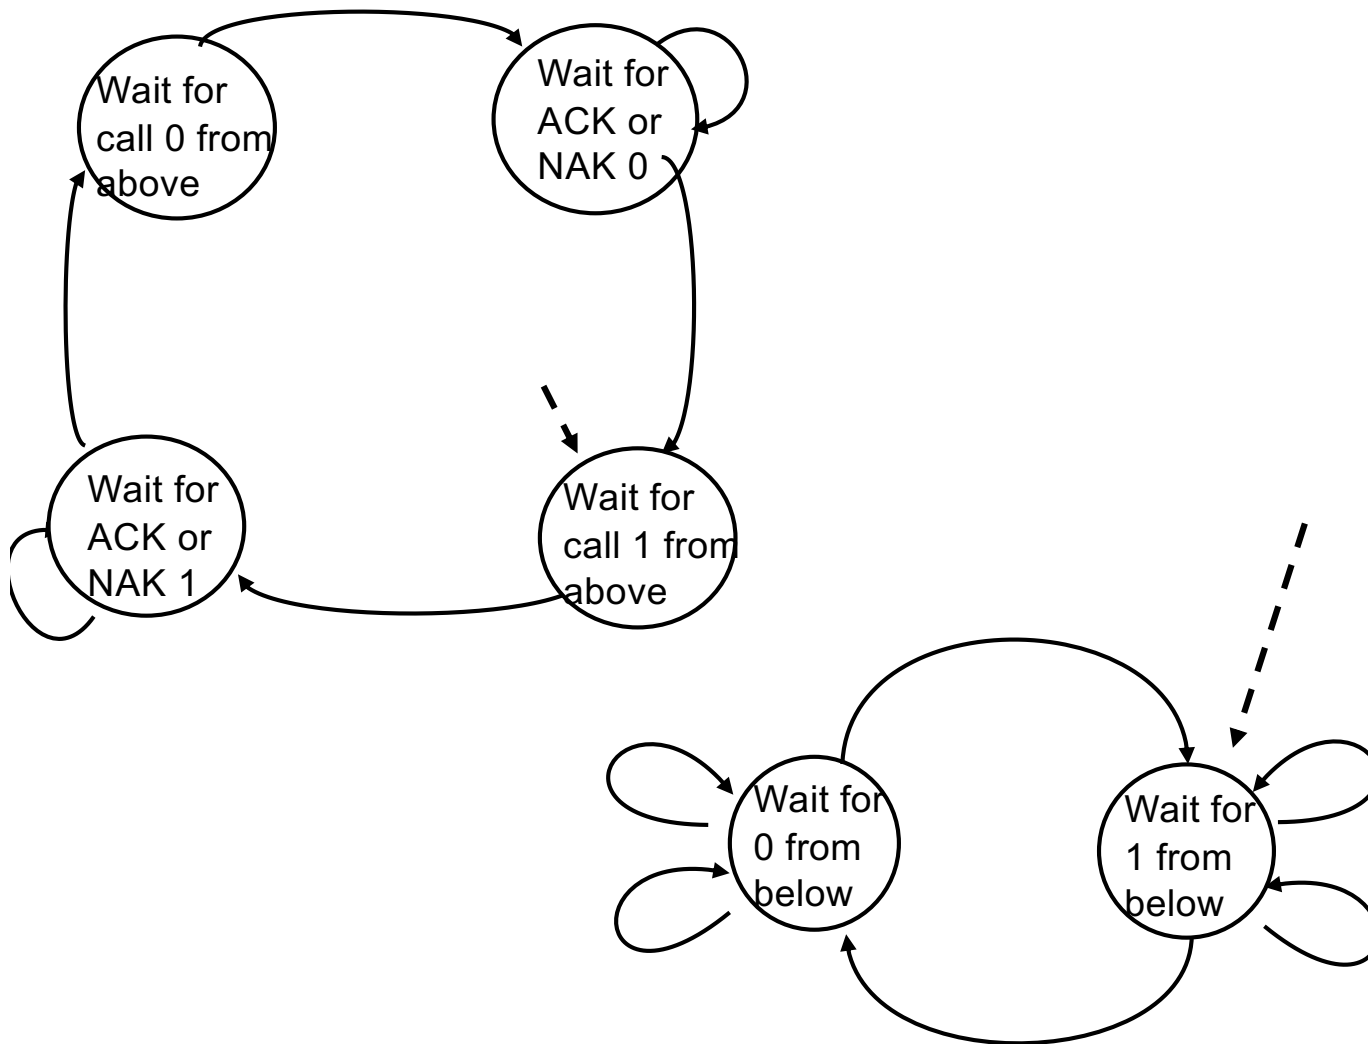 Wait for
call 0 from
above
Wait for
ACK or
NAK 0
Wait for
ACK or
NAK 1
Wait for
call 1 from
above
Wait for
0 from
below
Wait for
1 from
below